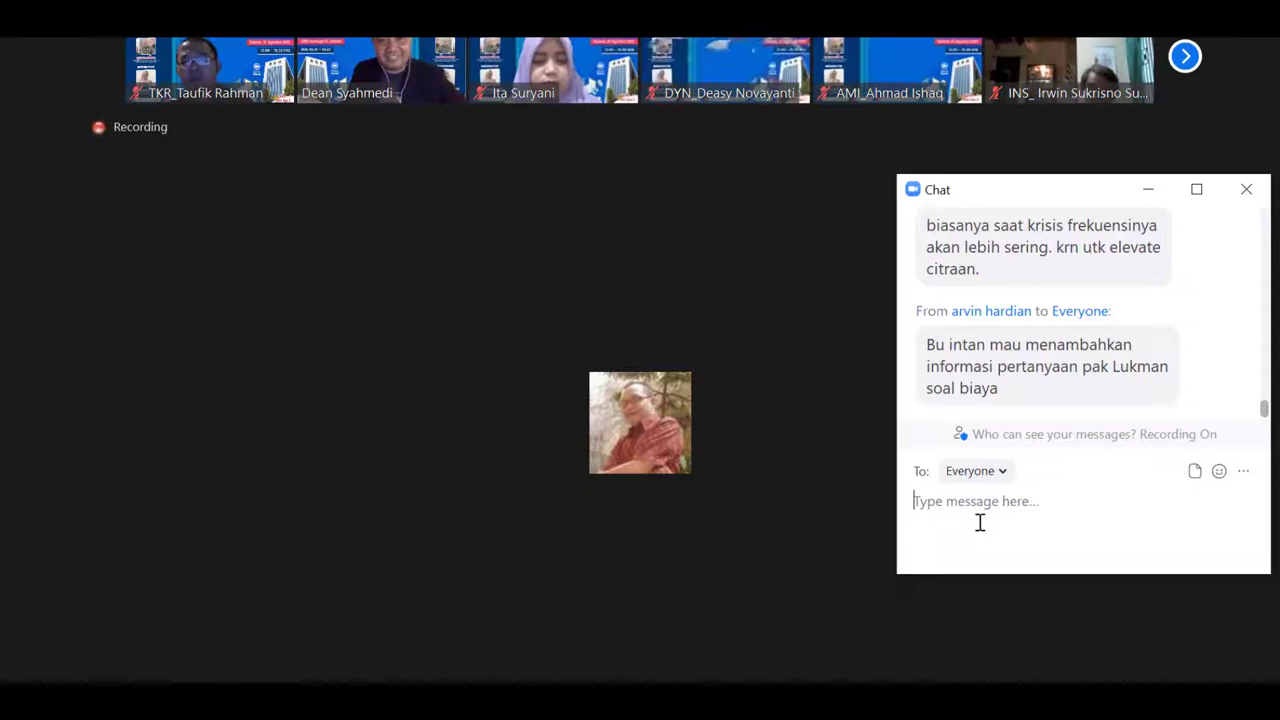 TKR_Taufik Rahman
Dean Syahmedi
Ita Suryani
DYN_Deasy Novayanti
AMI_Ahmad Ishaq
INS_ Irwin Sukrisno Su...
Recording
Chat
biasanya saat krisis frekuensinya
akan lebih sering. krn utk elevate
citraan.
From arvin hardian to Everyone:
Bu intan mau menambahkan
informasi pertanyaan pak Lukman
soal biaya
Who can see your messages? Recording On
To: Everyone
Type message here...